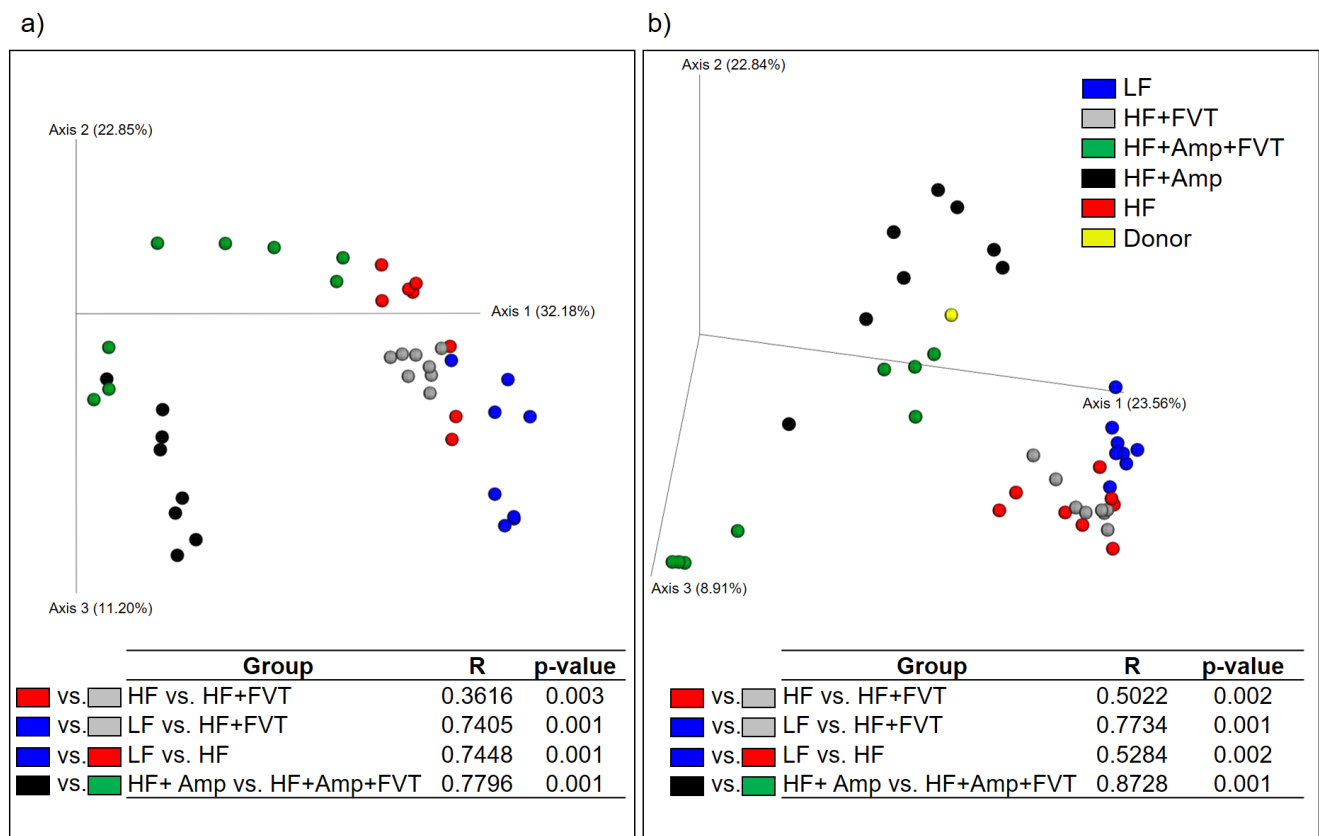 a)
Axis 2 (22.85%)
Axis 1 (32.18%)
Axis 3 (11.20%)
Group R p-value
vs. HF vs. HF+FVT 0.3616 0.003
vs. LF vs. HF+FVT 0.7405 0.001
vs. LF vs. HF 0.7448 0.001
vs. HF+ Amp vs. HF+Amp+FVT 0.7796 0.001
b)
Axis 2 (22.84%)
LF
HF+FVT
HF+Amp+FVT
HF+Amp
HF
Donor
Axis 1 (23.56%)
Axis 3 (8.91%)
Group R p-value
vs. HF vs. HF+FVT 0.5022 0.002
vs. LF vs. HF+FVT 0.7734 0.001
vs. LF vs. HF 0.5284 0.002
vs. HF+ Amp vs. HF+Amp+FVT 0.8728 0.001